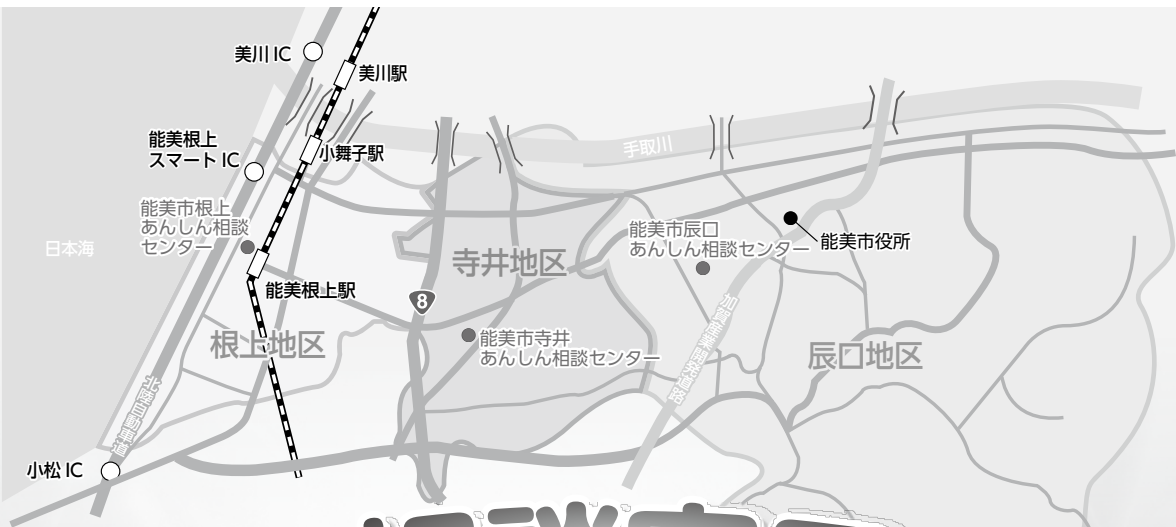 美川 IC
美川駅
能美根上
スマート IC
小舞子駅
手取川
能美市根上
あんしん相談
センター
日本海
能美市辰口
あんしん相談センター
能美市役所
寺井地区
能美根上駅
8
加賀産業開発道路
根上地区
能美市寺井
あんしん相談センター
辰口地区
北陸自動車道
小松 IC